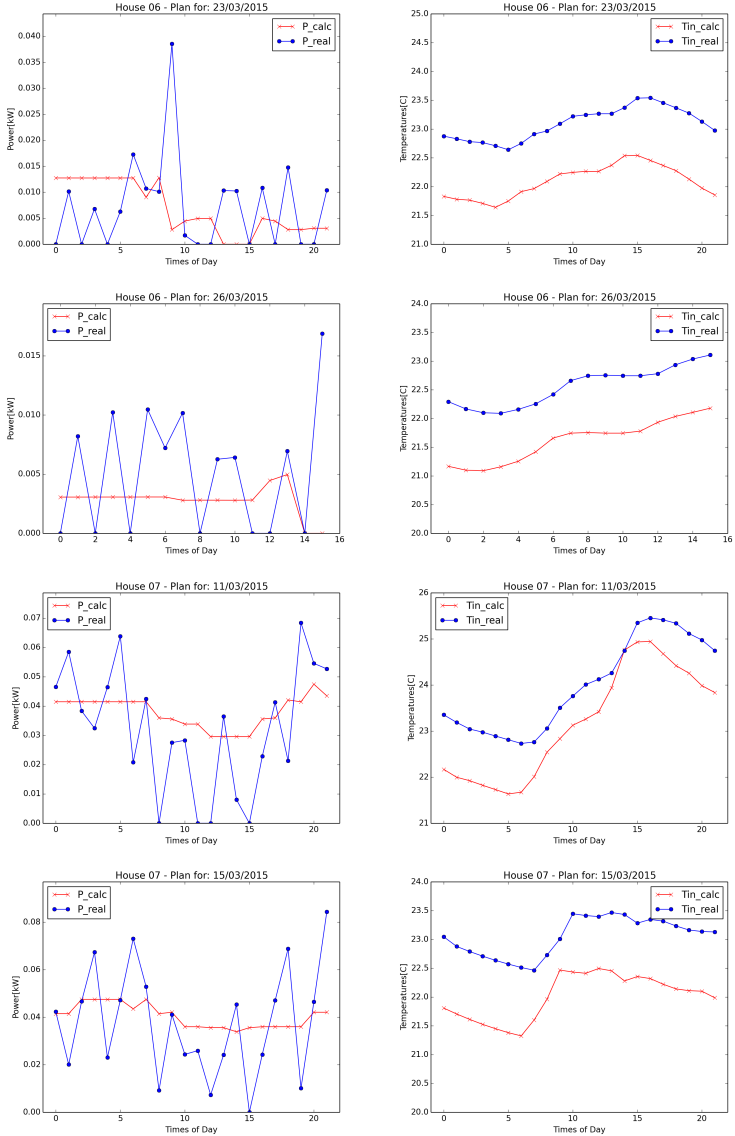 House 06 - Plan for: 23/03/2015
P_calc
P_real
Power[kW]
0.040
0.035
0.030
0.025
0.020
0.015
0.010
0.005
0.000
0 5 10 15 20
Times of Day
House 06 - Plan for: 23/03/2015
Tin_calc
Tin_real
Temperatures[C]
25.0
24.5
24.0
23.5
23.0
22.5
22.0
21.5
21.0
0 5 10 15 20
Times of Day
House 06 - Plan for: 26/03/2015
P_calc
P_real
Power[kW]
0.015
0.010
0.005
0.000
0 2 4 6 8 10 12 14 16
Times of Day
House 06 - Plan for: 26/03/2015
Tin_calc
Tin_real
Temperatures[C]
24.0
23.5
23.0
22.5
22.0
21.5
21.0
20.5
20.0
0 2 4 6 8 10 12 14 16
Times of Day
House 07 - Plan for: 11/03/2015
P_calc
P_real
Power[kW]
0.07
0.06
0.05
0.04
0.03
0.02
0.01
0.00
0 5 10 15 20
Times of Day
House 07 - Plan for: 11/03/2015
Tin_calc
Tin_real
Temperatures[C]
26
25
24
23
22
21
0 5 10 15 20
Times of Day
House 07 - Plan for: 15/03/2015
P_calc
P_real
Power[kW]
0.08
0.06
0.04
0.02
0.00
0 5 10 15 20
Times of Day
House 07 - Plan for: 15/03/2015
Tin_calc
Tin_real
Temperatures[C]
24.0
23.5
23.0
22.5
22.0
21.5
21.0
20.5
20.0
0 5 10 15 20
Times of Day